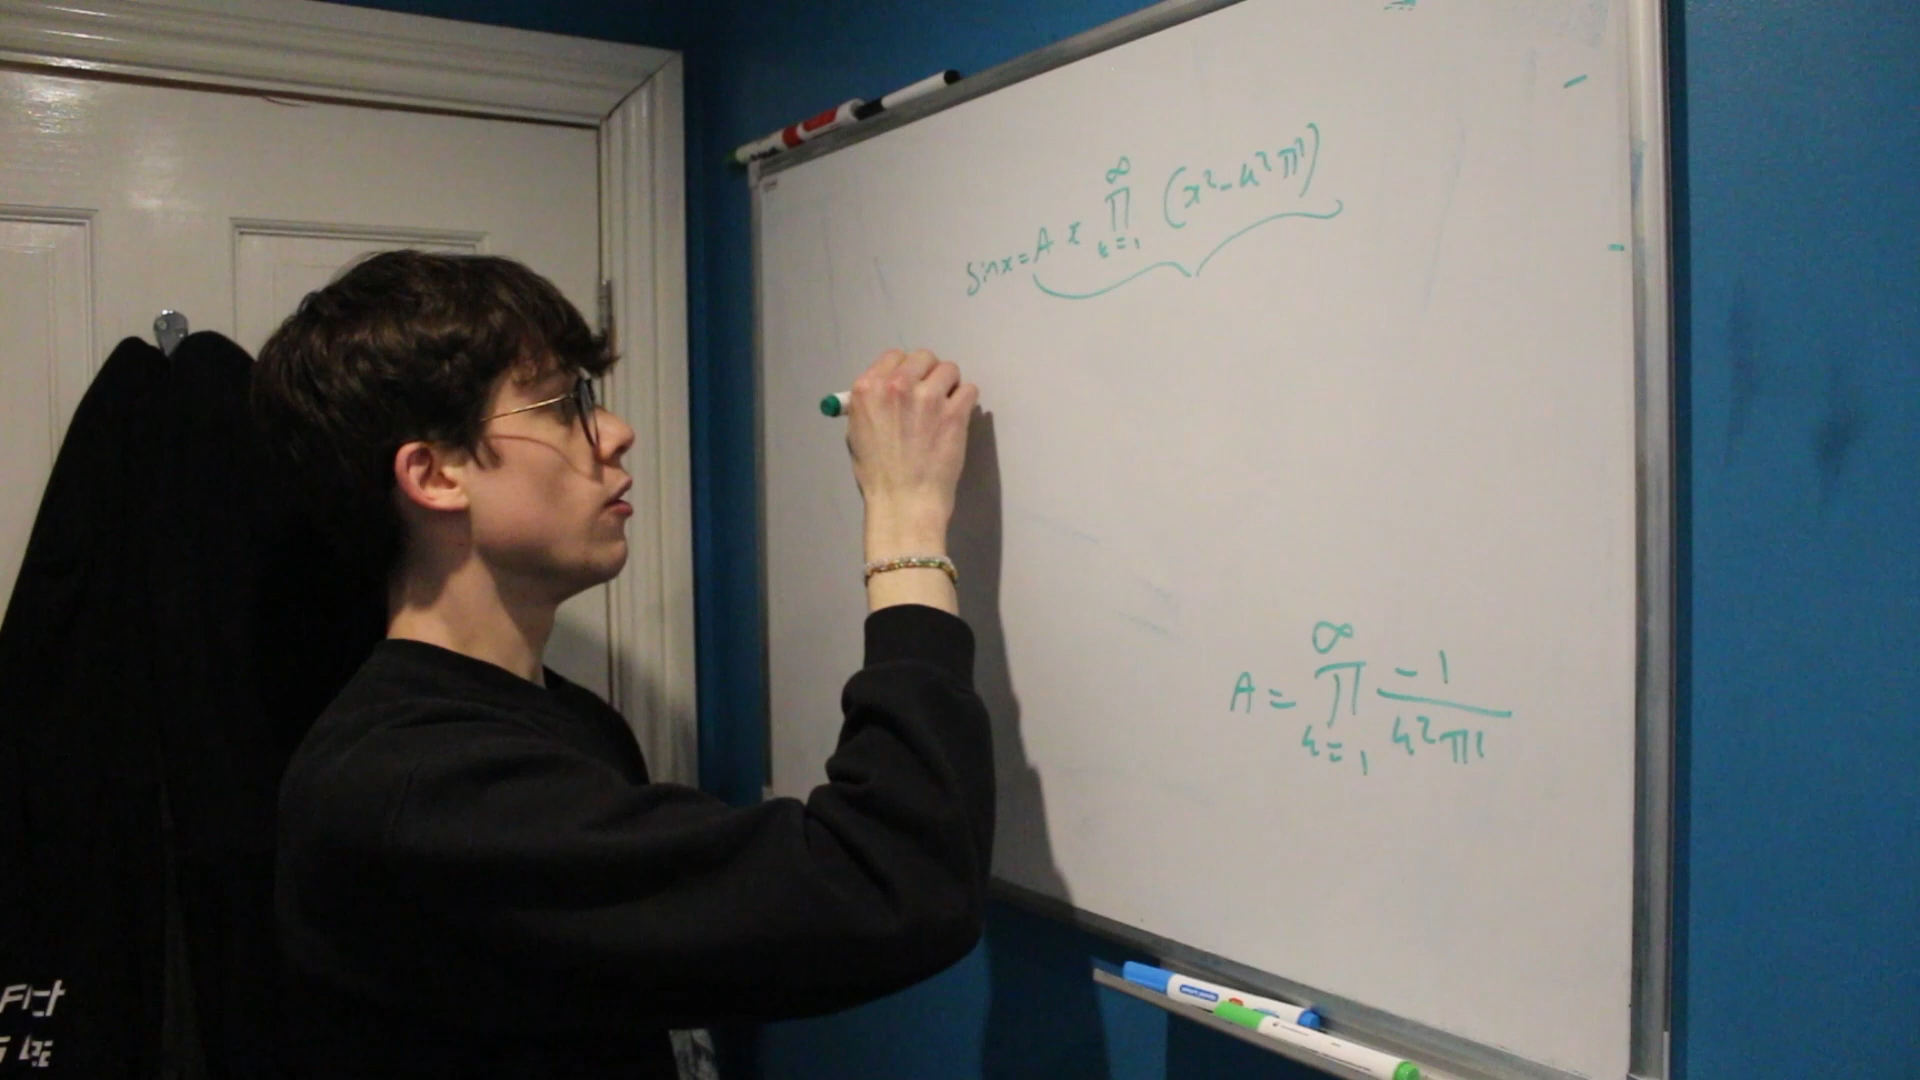 sin x = A x ∞∏k=1 (x² - k²π²)
A = ∞∏k=1 -1/k²π²